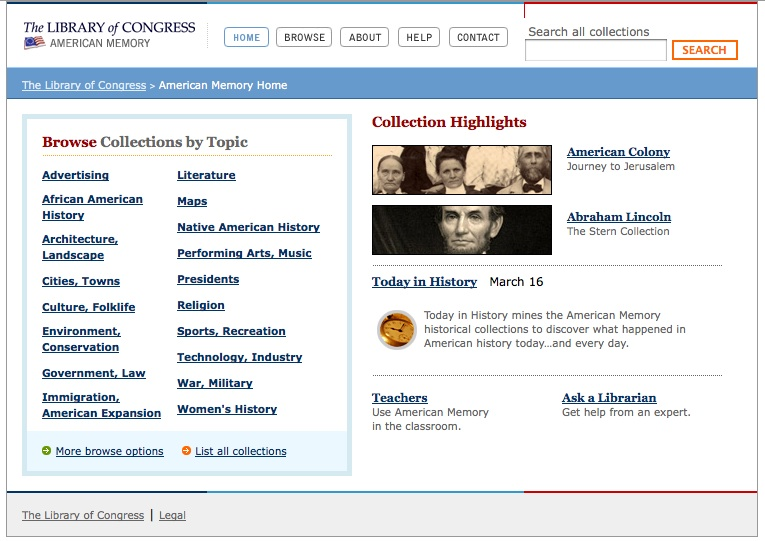 The LIBRARY of CONGRESS
AMERICAN MEMORY
HOME
BROWSE
ABOUT
HELP
CONTACT
Search all collections
SEARCH
The Library of Congress > American Memory Home
Browse Collections by Topic
Advertising
African American
History
Architecture,
Landscape
Cities, Towns
Culture, Folklife
Environment,
Conservation
Government, Law
Immigration,
American Expansion
Literature
Maps
Native American History
Performing Arts, Music
Presidents
Religion
Sports, Recreation
Technology, Industry
War, Military
Women's History
More browse options
List all collections
Collection Highlights
American Colony
Journey to Jerusalem
Abraham Lincoln
The Stern Collection
Today in History March 16
Today in History mines the American Memory
historical collections to discover what happened in
American history today...and every day.
Teachers
Use American Memory
in the classroom.
Ask a Librarian
Get help from an expert.
The Library of Congress | Legal